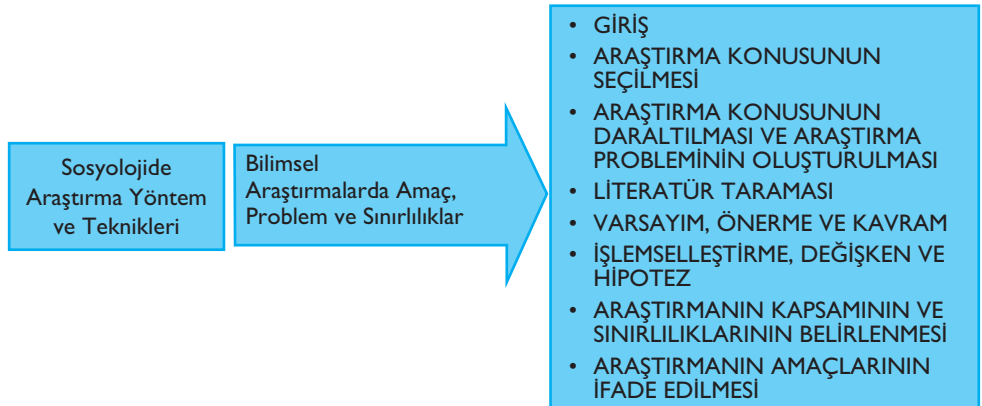 Sosyolojide
Araştırma Yöntem
ve Teknikleri
Bilimsel
Araştırmalarda Amaç,
Problem ve Sınırlılıklar
• GİRİŞ
• ARAŞTIRMA KONUSUNUN
SEÇİLMESİ
• ARAŞTIRMA KONUSUNUN
DARALTILMASI VE ARAŞTIRMA
PROBLEMİNİN OLUŞTURULMASI
• LİTERATÜR TARAMASI
• VARSAYIM, ÖNERME VE KAVRAM
• İŞLEMSELLEŞTİRME, DEĞİŞKEN VE
HİPOTEZ
• ARAŞTIRMANIN KAPSAMININ VE
SINIRLILIKLARININ BELİRLENMESİ
• ARAŞTIRMANIN AMAÇLARININ
İFADE EDİLMESİ